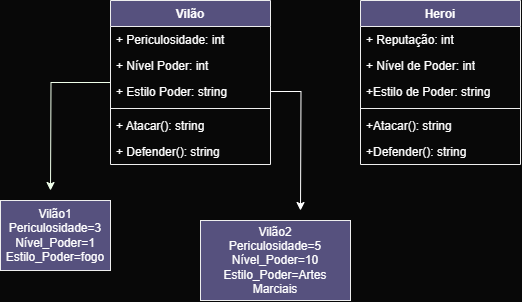 Vilão
+ Periculosidade: int
+ Nível Poder: int
+ Estilo Poder: string
+ Atacar(): string
+ Defender(): string
Heroi
+ Reputação: int
+ Nível de Poder: int
+Estilo de Poder: string
+Atacar(): string
+Defender(): string
Vilão1
Periculosidade=3
Nível_Poder=1
Estilo_Poder=fogo
Vilão2
Periculosidade=5
Nível_Poder=10
Estilo_Poder=Artes
Marciais